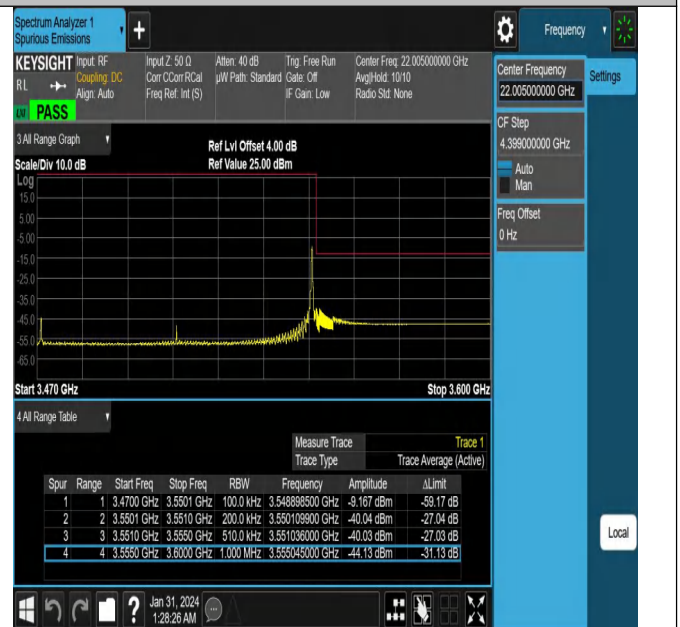 Spectrum Analyzer 1
Spurious Emissions
Frequency
KEYSIGHT Input: RF Input Z: 50 Ω Atten: 40 dB Trig: Free Run Center Freq: 22.005000000 GHz
RL Coupling: DC Corr CCorr RCal µW Path: Standard Gate: Off Avg|Hold: 10/10
Align: Auto Freq Ref: Int (S) IF Gain: Low Radio Std: None
PASS
Center Frequency
22.005000000 GHz
Settings
CF Step
4.399000000 GHz
Auto
Man
Freq Offset
0 Hz
3 All Range Graph
Ref Lvl Offset 4.00 dB
Scale/Div 10.0 dB Ref Value 25.00 dBm
Log
15.0
5.00
-5.00
-15.0
-25.0
-35.0
-45.0
-55.0
-65.0
Start 3.470 GHz Stop 3.600 GHz
4 All Range Table
Measure Trace Trace 1
Trace Type Trace Average (Active)
Spur Range Start Freq Stop Freq RBW Frequency Amplitude ΔLimit
1 1 3.4700 GHz 3.5501 GHz 100.0 kHz 3.548898500 GHz -9.167 dBm -59.17 dB
2 2 3.5501 GHz 3.5510 GHz 200.0 kHz 3.550109900 GHz -40.04 dBm -27.04 dB
3 3 3.5510 GHz 3.5550 GHz 510.0 kHz 3.551036000 GHz -40.03 dBm -27.03 dB
4 4 3.5550 GHz 3.6000 GHz 1.000 MHz 3.555045000 GHz -44.13 dBm -31.13 dB
Local
Jan 31, 2024
1:28:26 AM